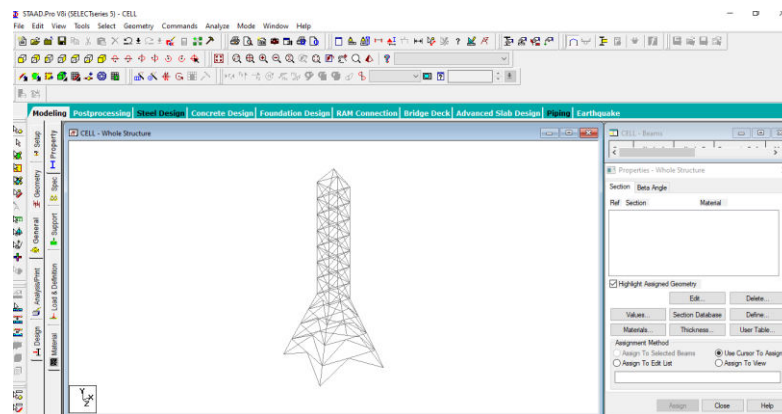 STAAD.Pro V8i (SELECTseries 5) - CELL
File Edit View Tools Select Geometry Commands Analyze Mode Window Help
Modeling Postprocessing Steel Design Concrete Design Foundation Design RAM Connection Bridge Deck Advanced Slab Design Piping Earthquake
Setup
Geometry
General
Analysis/Print
Design
Property
Spec
Support
Load & Definition
Material
CELL - Whole Structure
Y
X
Z
CELL - Beams
Properties - Whole Structure
Section Beta Angle
Ref Section Material
Highlight Assigned Geometry
Edit... Delete...
Values... Section Database Define...
Materials... Thickness... User Table...
Assignment Method
Assign To Selected Beams Use Cursor To Assign
Assign To Edit List Assign To View
Assign Close Help